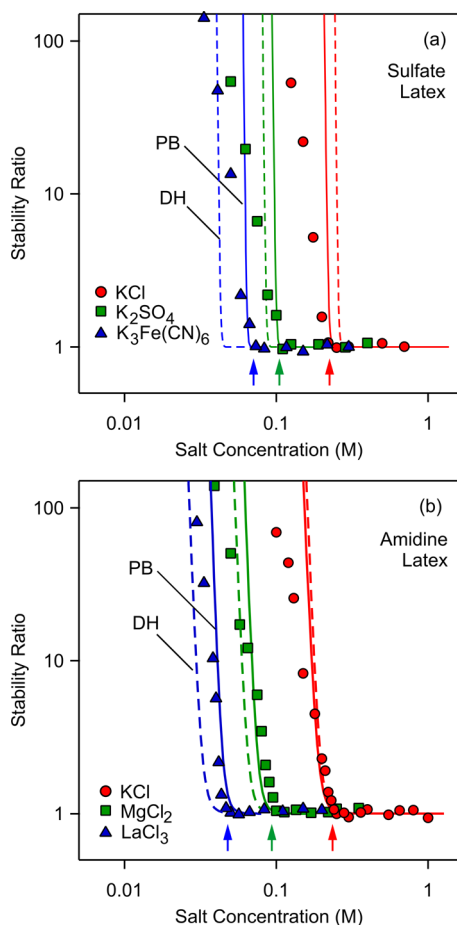 100
(a)
Sulfate
Latex
PB
10
DH
Stability Ratio
KCl
K2SO4
K3Fe(CN)6
1
0.01
0.1
1
Salt Concentration (M)
100
(b)
Amidine
Latex
PB
DH
10
Stability Ratio
KCl
MgCl2
LaCl3
1
0.01
0.1
1
Salt Concentration (M)